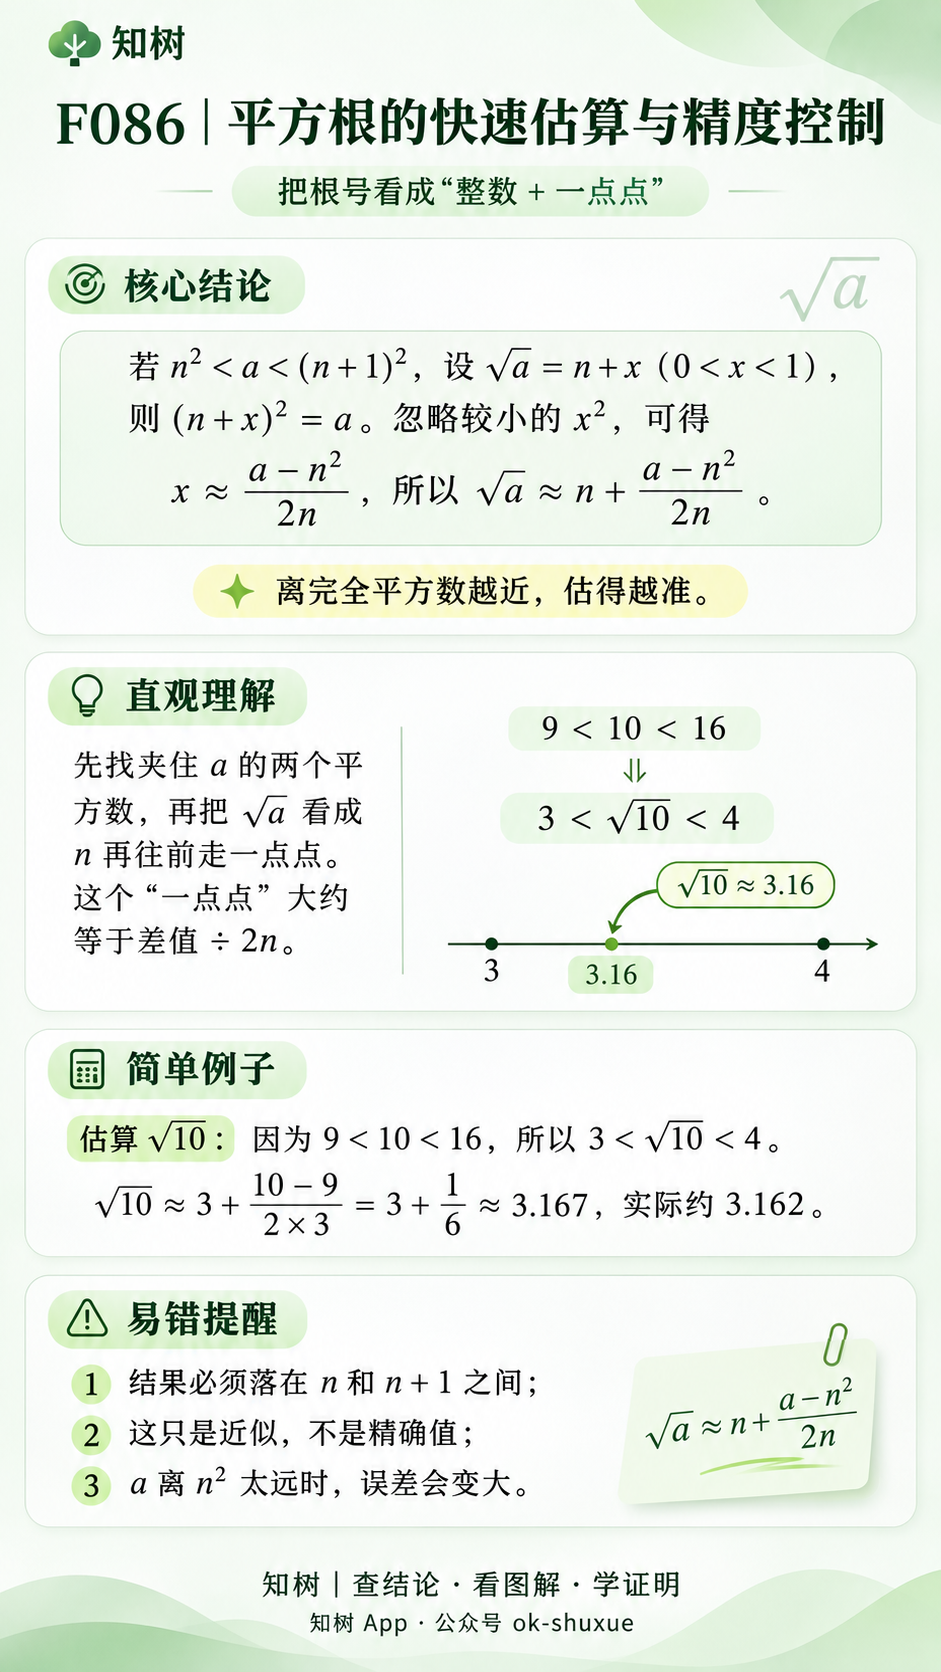 知树
F086 | 平方根的快速估算与精度控制
把根号看成“整数 + 一点点”
核心结论
√a
若 n² < a < (n + 1)²，设 √a = n + x（0 < x < 1），
则 (n + x)² = a。忽略较小的 x²，可得
x ≈ (a − n²)/(2n)，所以 √a ≈ n + (a − n²)/(2n)。
离完全平方数越近，估得越准。
直观理解
先找夹住 a 的两个平
方数，再把 √a 看成
n 再往前走一点点。
这个“一点点”大约
等于差值 ÷ 2n。
9 < 10 < 16
⇓
3 < √10 < 4
√10 ≈ 3.16
3
3.16
4
简单例子
估算 √10： 因为 9 < 10 < 16，所以 3 < √10 < 4。
√10 ≈ 3 + (10 − 9)/(2 × 3) = 3 + 1/6 ≈ 3.167，实际约 3.162。
易错提醒
1 结果必须落在 n 和 n + 1 之间；
2 这只是近似，不是精确值；
3 a 离 n² 太远时，误差会变大。
√a ≈ n + (a − n²)/(2n)
知树 | 查结论 · 看图解 · 学证明
知树 App · 公众号 ok-shuxue